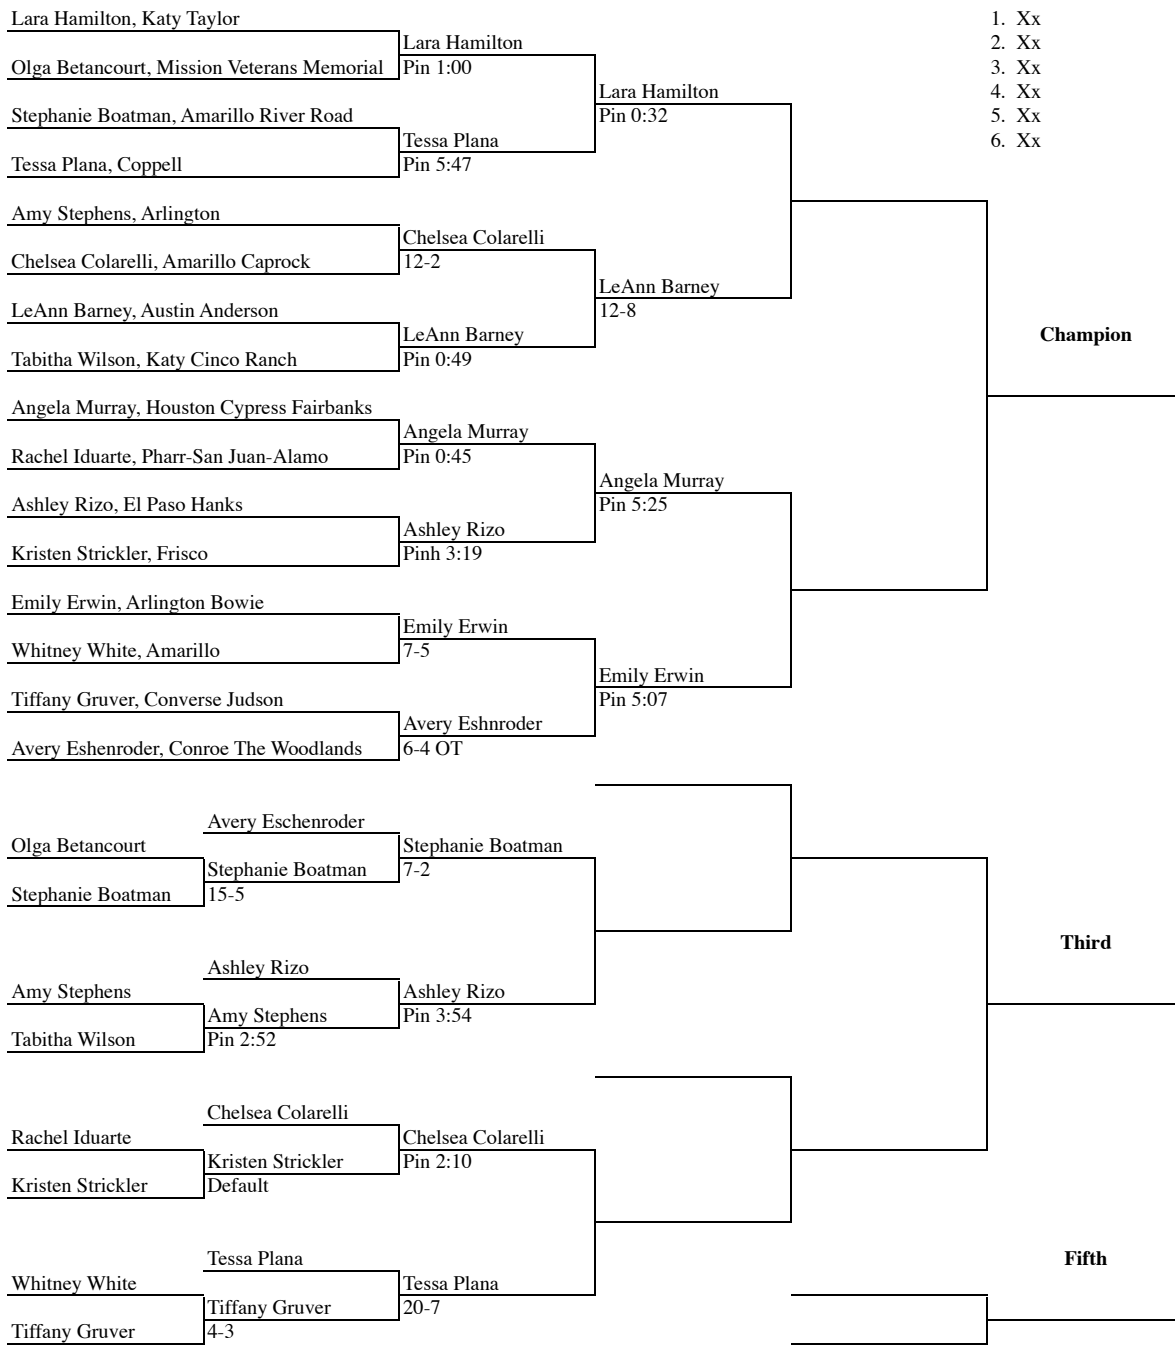 Lara Hamilton, Katy Taylor
1. Xx
Lara Hamilton
2. Xx
Olga Betancourt, Mission Veterans Memorial
Pin 1:00
3. Xx
Lara Hamilton
4. Xx
Stephanie Boatman, Amarillo River Road
Pin 0:32
5. Xx
Tessa Plana
6. Xx
Tessa Plana, Coppell
Pin 5:47
Amy Stephens, Arlington
Chelsea Colarelli
Chelsea Colarelli, Amarillo Caprock
12-2
LeAnn Barney
LeAnn Barney, Austin Anderson
12-8
LeAnn Barney
Champion
Tabitha Wilson, Katy Cinco Ranch
Pin 0:49
Angela Murray, Houston Cypress Fairbanks
Angela Murray
Rachel Iduarte, Pharr-San Juan-Alamo
Pin 0:45
Angela Murray
Ashley Rizo, El Paso Hanks
Pin 5:25
Ashley Rizo
Kristen Strickler, Frisco
Pinh 3:19
Emily Erwin, Arlington Bowie
Emily Erwin
Whitney White, Amarillo
7-5
Emily Erwin
Tiffany Gruver, Converse Judson
Pin 5:07
Avery Eshnroder
Avery Eshenroder, Conroe The Woodlands
6-4 OT
Avery Eschenroder
Olga Betancourt
Stephanie Boatman
Stephanie Boatman
7-2
Stephanie Boatman
15-5
Third
Ashley Rizo
Amy Stephens
Ashley Rizo
Amy Stephens
Pin 3:54
Tabitha Wilson
Pin 2:52
Chelsea Colarelli
Rachel Iduarte
Chelsea Colarelli
Kristen Strickler
Pin 2:10
Kristen Strickler
Default
Tessa Plana
Fifth
Whitney White
Tessa Plana
Tiffany Gruver
20-7
Tiffany Gruver
4-3